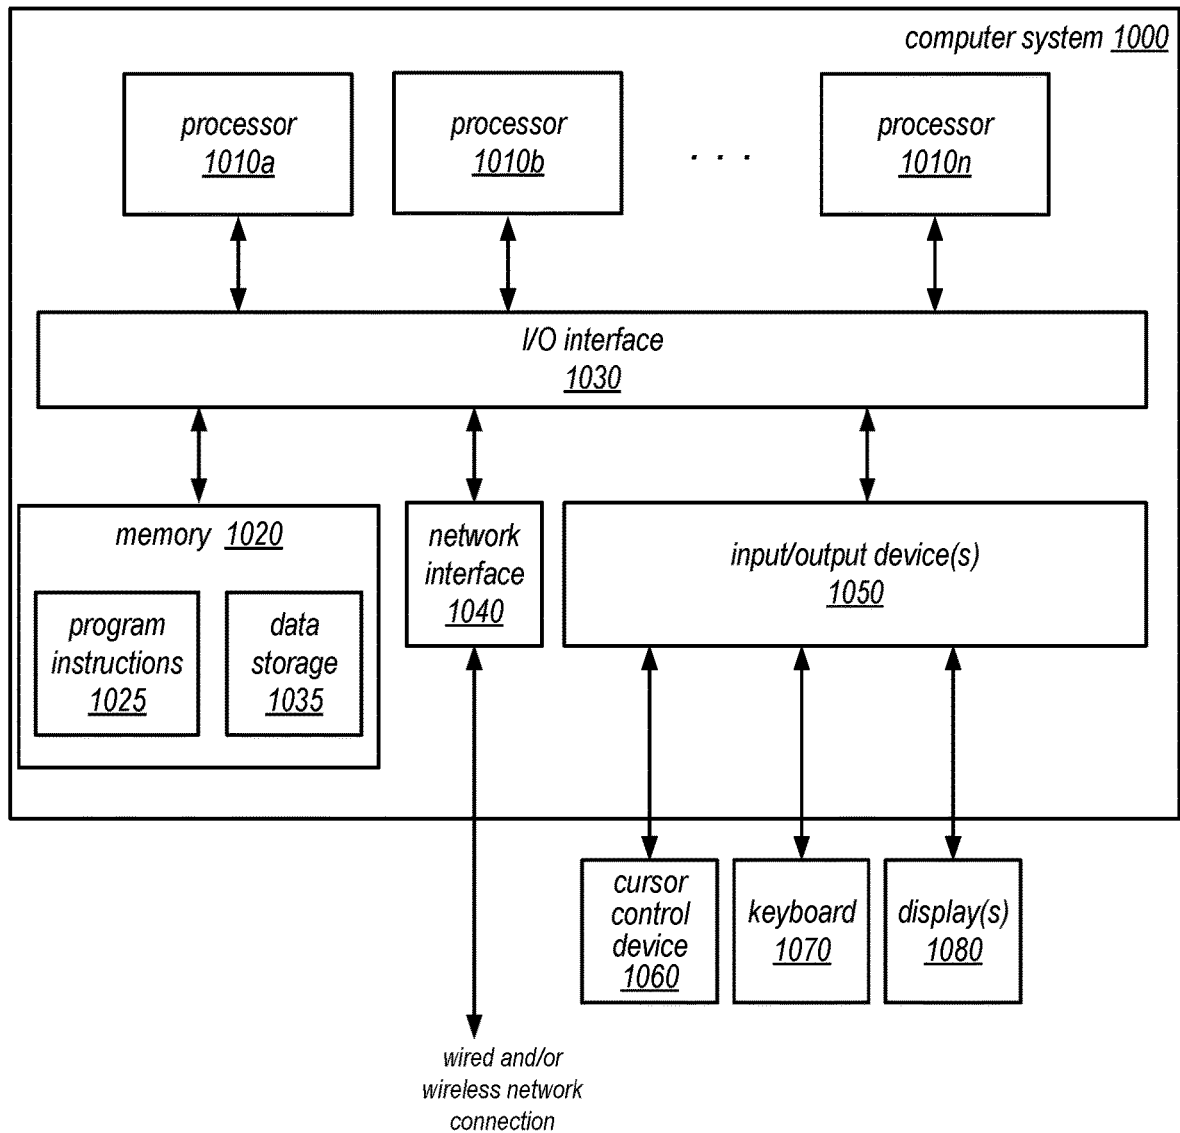 computer system 1000
processor
1010a
processor
1010b
. . .
processor
1010n
I/O interface
1030
memory 1020
program
instructions
1025
data
storage
1035
network
interface
1040
input/output device(s)
1050
cursor
control
device
1060
keyboard
1070
display(s)
1080
wired and/or
wireless network
connection